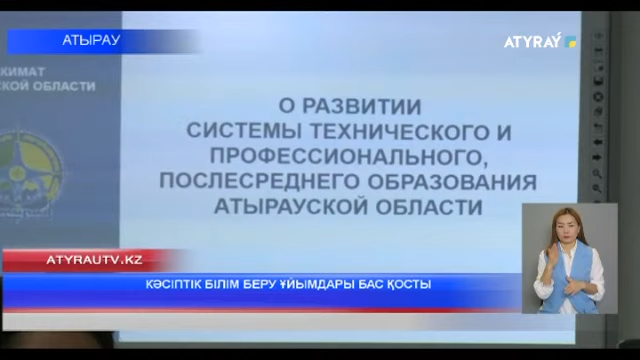 АТЫРАУ
ATYRAÝ
КИМАТ
СКОЙ ОБЛАСТИ
О РАЗВИТИИ
СИСТЕМЫ ТЕХНИЧЕСКОГО И
ПРОФЕССИОНАЛЬНОГО,
ПОСЛЕСРЕДНЕГО ОБРАЗОВАНИЯ
АТЫРАУСКОЙ ОБЛАСТИ
ATYRAUTV.KZ
КӘСІПТІК БІЛІМ БЕРУ ҰЙЫМДАРЫ БАС ҚОСТЫ